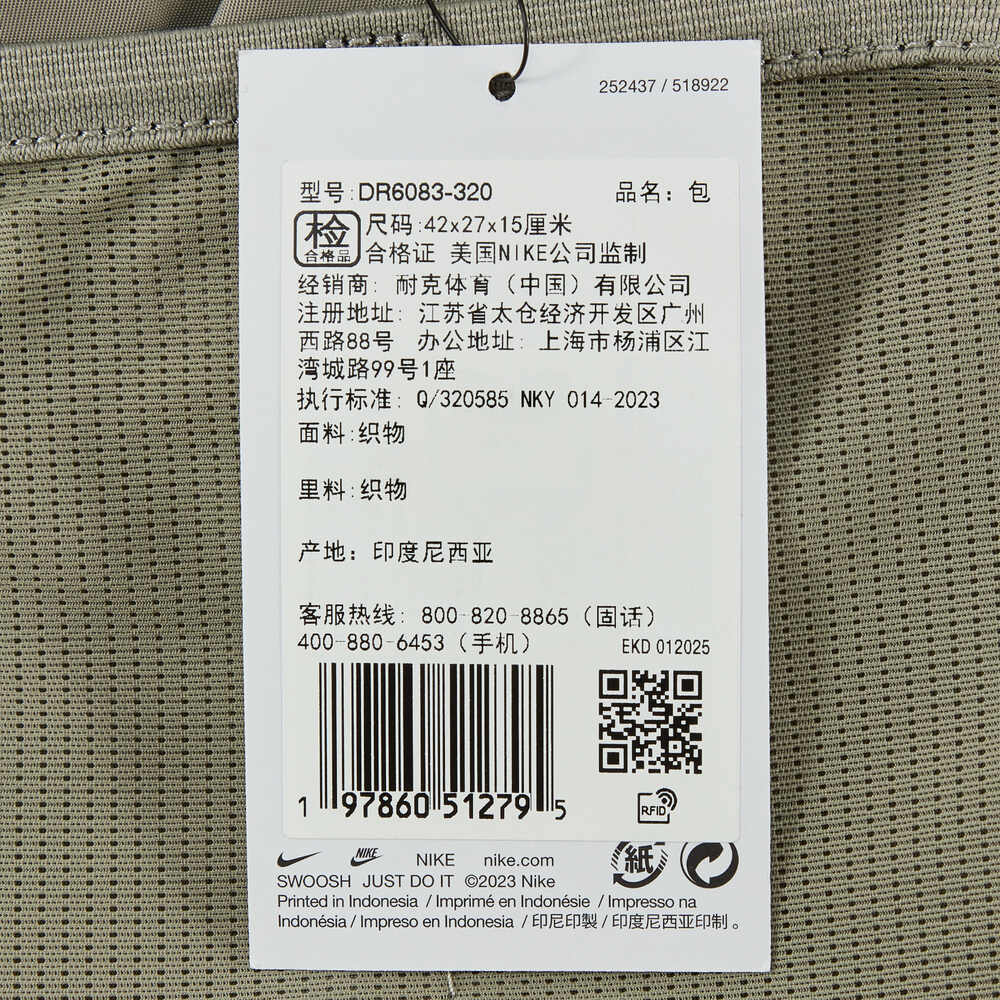 252437 / 518922
型号: DR6083-320 品名: 包
检 合格品
尺码: 42x27x15厘米
合格证 美国NIKE公司监制
经销商: 耐克体育（中国）有限公司
注册地址: 江苏省太仓经济开发区广州
西路88号 办公地址: 上海市杨浦区江
湾城路99号1座
执行标准: Q/320585 NKY 014-2023
面料: 织物
里料: 织物
产地: 印度尼西亚
客服热线: 800-820-8865（固话）
400-880-6453（手机） EKD 012025
1 97860 51279 5
RFID
NIKE NIKE nike.com
紙
SWOOSH JUST DO IT ©2023 Nike
Printed in Indonesia / Imprimé en Indonésie / Impresso na
Indonésia / Impreso en Indonesia / 印尼印製 / 印度尼西亚印制。